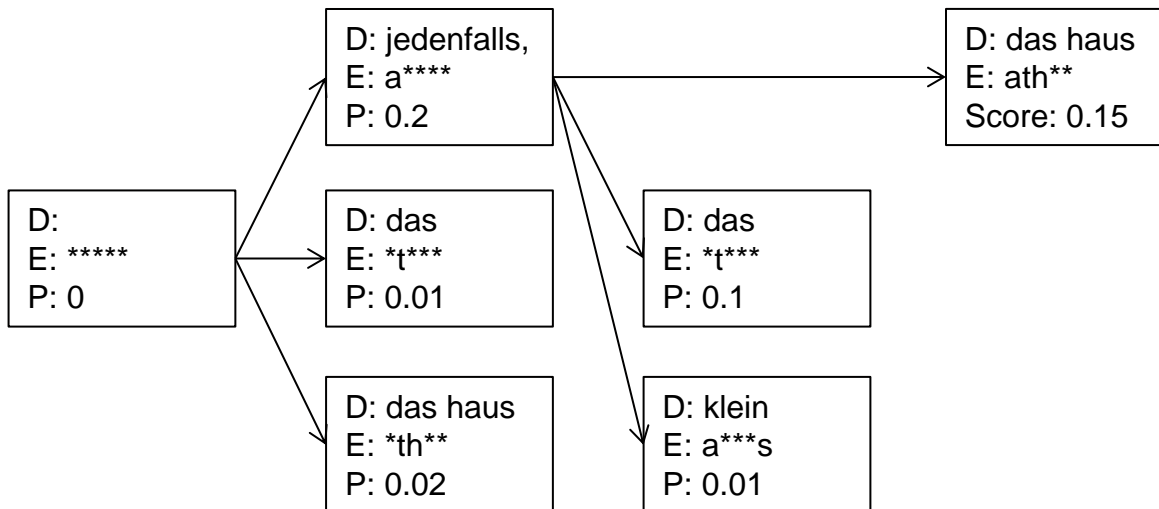 D: jedenfalls,
E: a****
P: 0.2
D: das haus
E: ath**
Score: 0.15
D:
E: *****
P: 0
D: das
E: *t***
P: 0.01
D: das
E: *t***
P: 0.1
D: das haus
E: *th**
P: 0.02
D: klein
E: a***s
P: 0.01